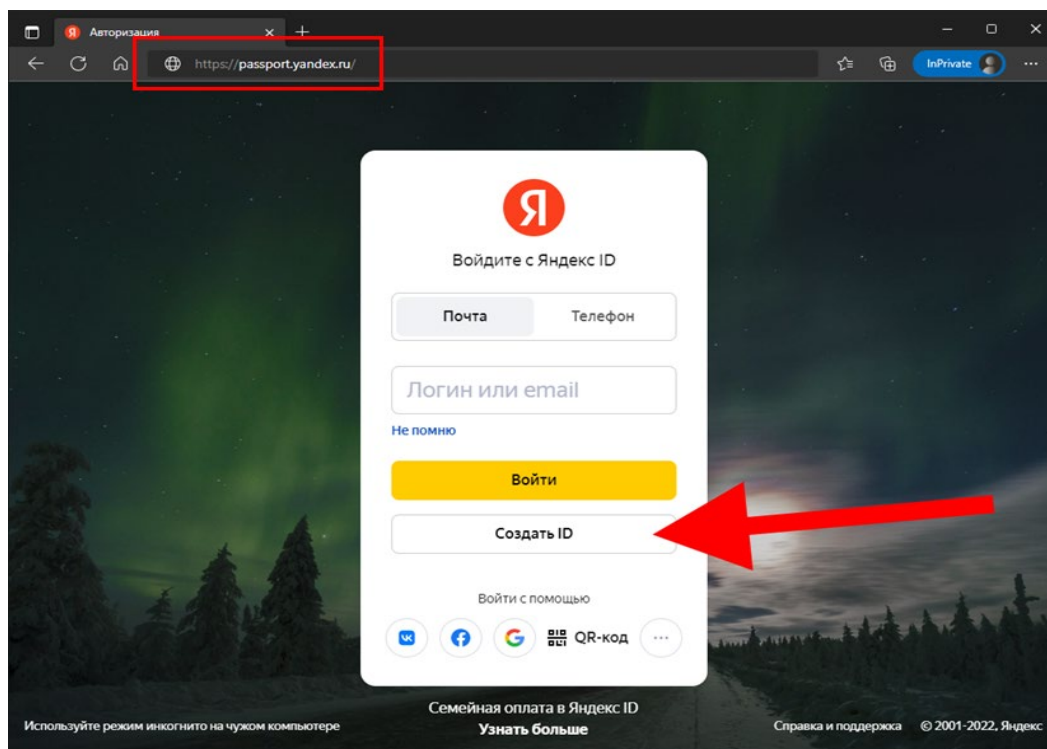 Авторизация
https://passport.yandex.ru/
InPrivate
Я
Войдите с Яндекс ID
Почта Телефон
Логин или email
Не помню
Войти
Создать ID
Войти с помощью
QR-код
Семейная оплата в Яндекс ID
Узнать больше
Используйте режим инкогнито на чужом компьютере
Справка и поддержка © 2001-2022, Яндекс